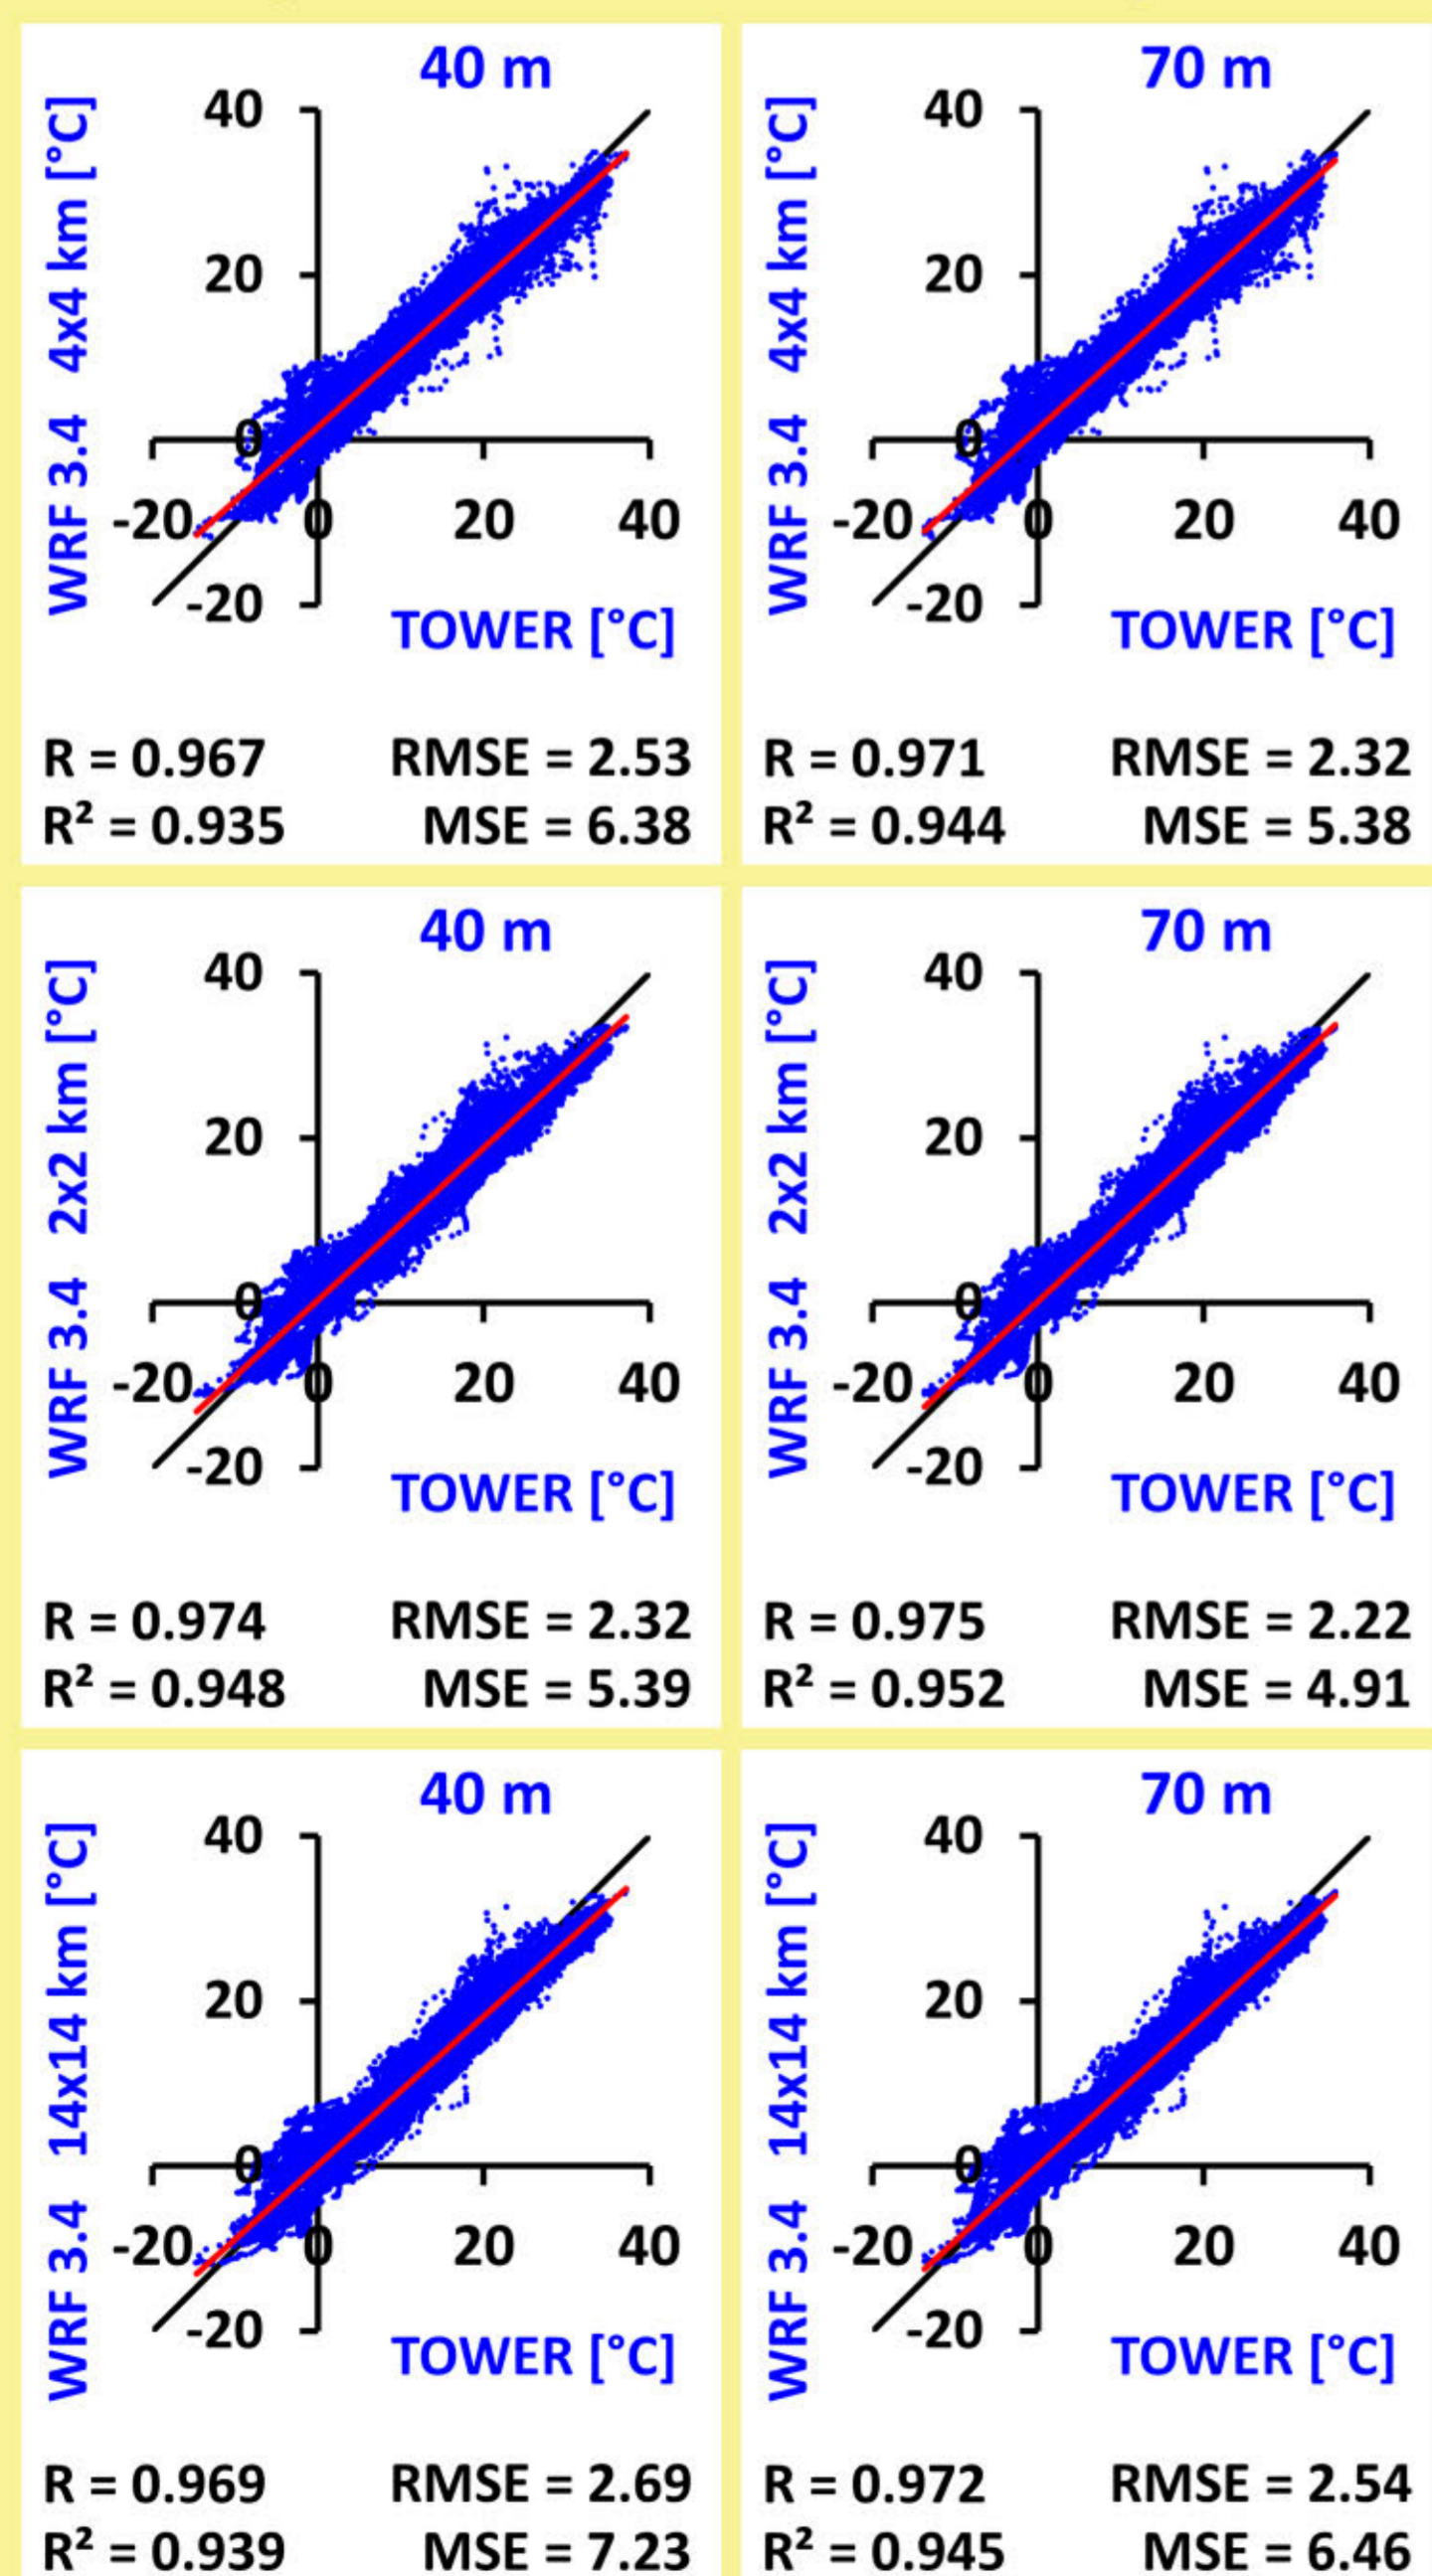 40 m
WRF 3.4 4x4 km [°C]
40
20
0
-20 0 20 40
-20
TOWER [°C]
R = 0.967 RMSE = 2.53
R² = 0.935 MSE = 6.38
70 m
WRF 3.4 4x4 km [°C]
40
20
0
-20 0 20 40
-20
TOWER [°C]
R = 0.971 RMSE = 2.32
R² = 0.944 MSE = 5.38
40 m
WRF 3.4 2x2 km [°C]
40
20
0
-20 0 20 40
-20
TOWER [°C]
R = 0.974 RMSE = 2.32
R² = 0.948 MSE = 5.39
70 m
WRF 3.4 2x2 km [°C]
40
20
0
-20 0 20 40
-20
TOWER [°C]
R = 0.975 RMSE = 2.22
R² = 0.952 MSE = 4.91
40 m
WRF 3.4 14x14 km [°C]
40
20
0
-20 0 20 40
-20
TOWER [°C]
R = 0.969 RMSE = 2.69
R² = 0.939 MSE = 7.23
70 m
WRF 3.4 14x14 km [°C]
40
20
0
-20 0 20 40
-20
TOWER [°C]
R = 0.972 RMSE = 2.54
R² = 0.945 MSE = 6.46